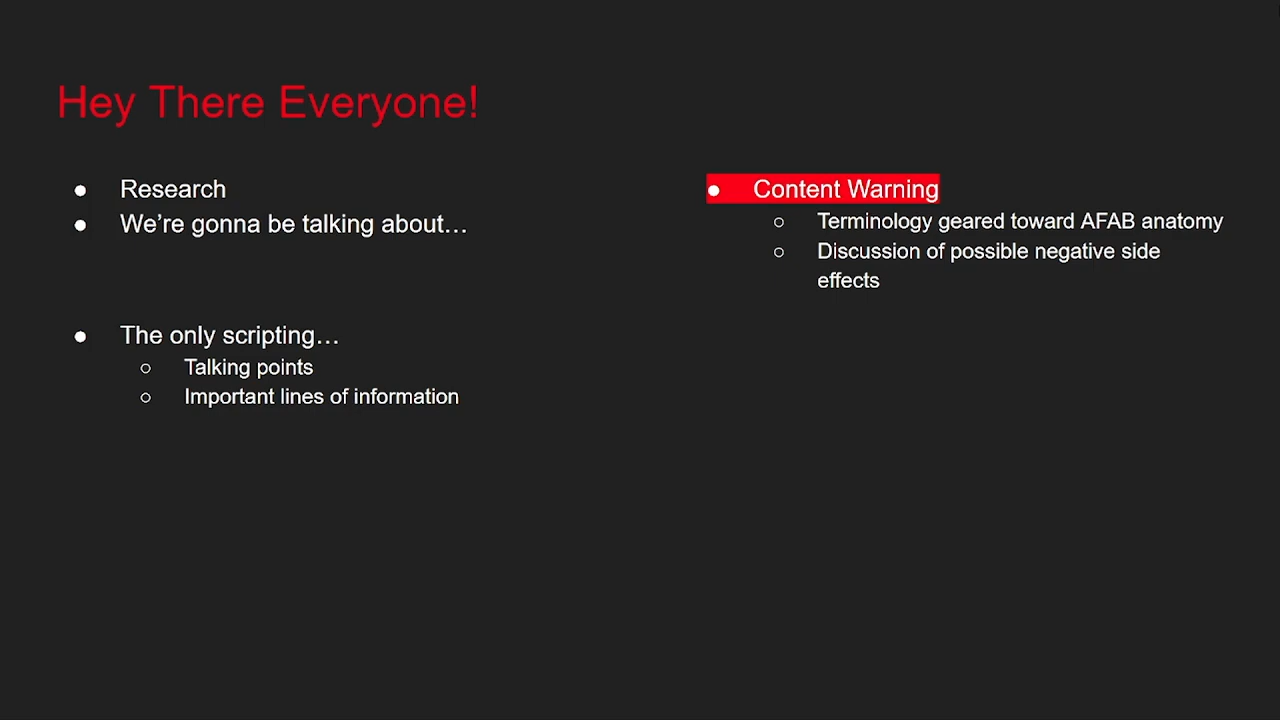 Hey There Everyone!
● Research
● We're gonna be talking about…
● The only scripting…
○ Talking points
○ Important lines of information
● Content Warning
○ Terminology geared toward AFAB anatomy
○ Discussion of possible negative side
effects